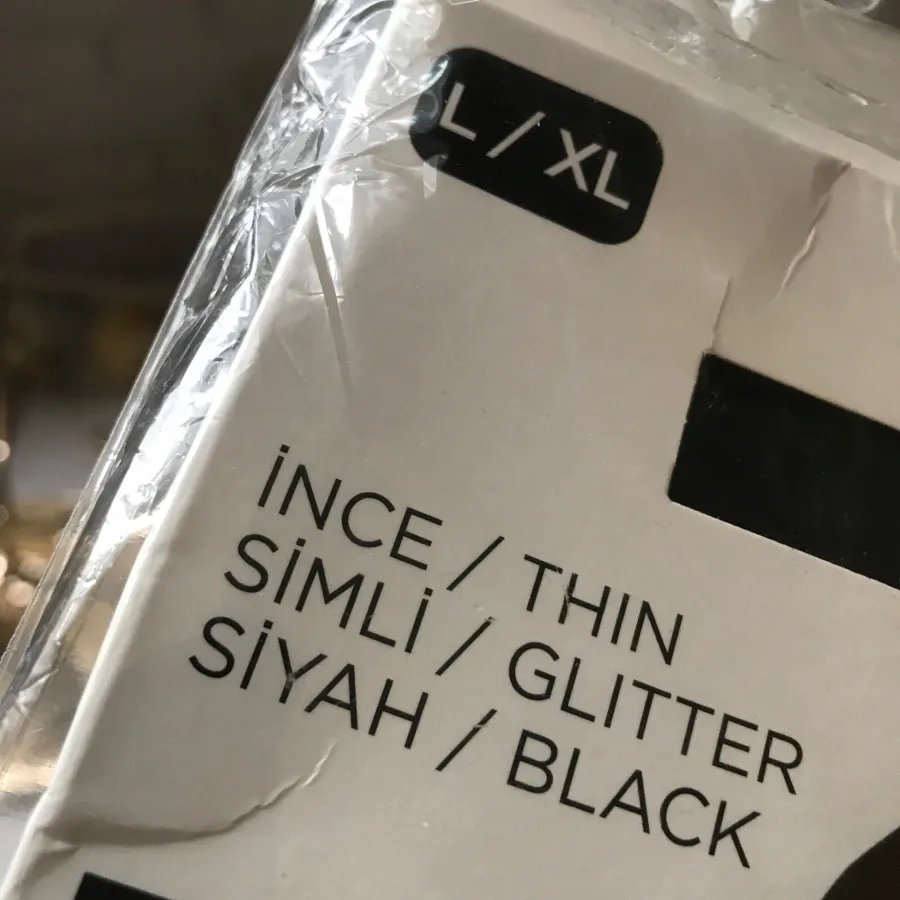 L / XL
İNCE / THIN
SİMLİ / GLITTER
SİYAH / BLACK